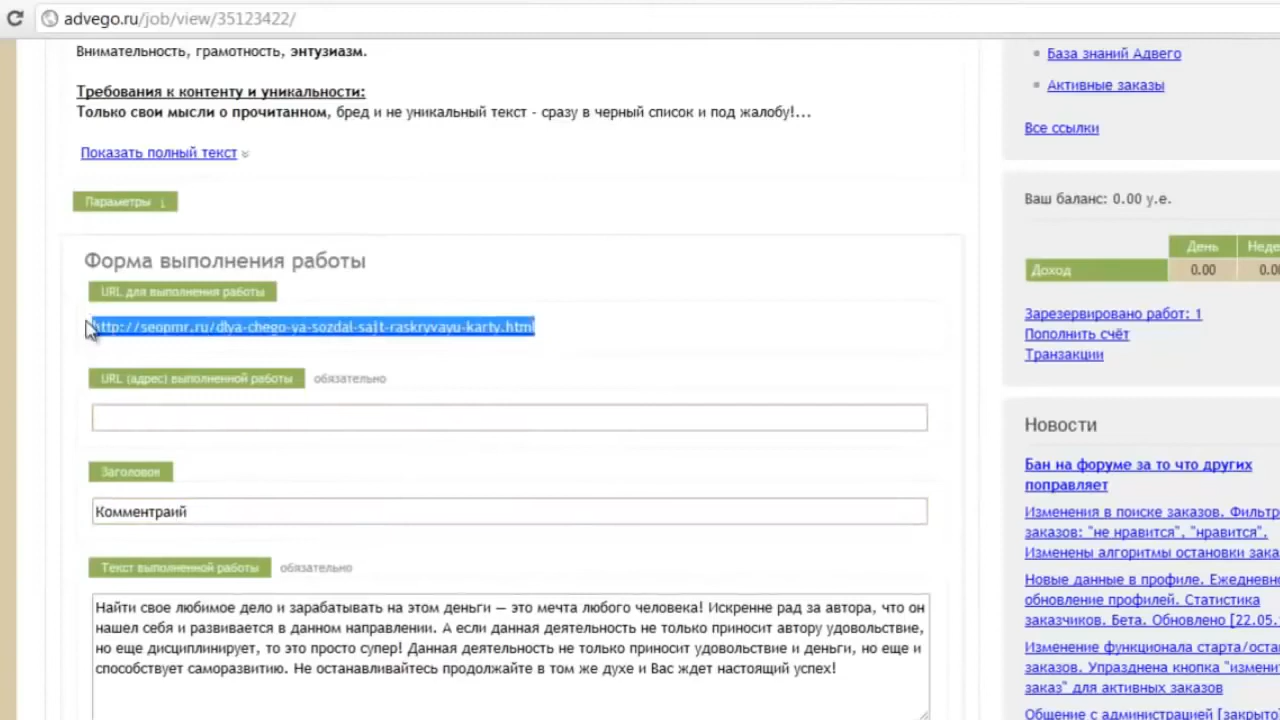 advego.ru/job/view/35123422/
Внимательность, грамотность, энтузиазм.
Требования к контенту и уникальности:
Только свои мысли о прочитанном, бред и не уникальный текст - сразу в черный список и под жалобу!...
Показать полный текст
Параметры ↓
Форма выполнения работы
URL для выполнения работы
http://seopmr.ru/dlya-chego-ya-sozdal-sajt-raskryvayu-karty.html
URL (адрес) выполненной работы обязательно
Заголовок
Комментраий
Текст выполненной работы обязательно
Найти свое любимое дело и зарабатывать на этом деньги — это мечта любого человека! Искренне рад за автора, что он
нашел себя и развивается в данном направлении. А если данная деятельность не только приносит автору удовольствие,
но еще дисциплинирует, то это просто супер! Данная деятельность не только приносит удовольствие и деньги, но еще и
способствует саморазвитию. Не останавливайтесь продолжайте в том же духе и Вас ждет настоящий успех!
База знаний Адвего
Активные заказы
Все ссылки
Ваш баланс: 0.00 у.е.
День Неде
Доход 0.00 0.0
Зарезервировано работ: 1
Пополнить счёт
Транзакции
Новости
Бан на форуме за то что других
поправляет
Изменения в поиске заказов. Фильтр
заказов: "не нравится", "нравится".
Изменены алгоритмы остановки зака
Новые данные в профиле. Ежедневно
обновление профилей. Статистика
заказчиков. Бета. Обновлено [22.05.
Изменение функционала старта/оста
заказов. Упразднена кнопка "измени
заказ" для активных заказов
Общение с администрацией [закрыто]